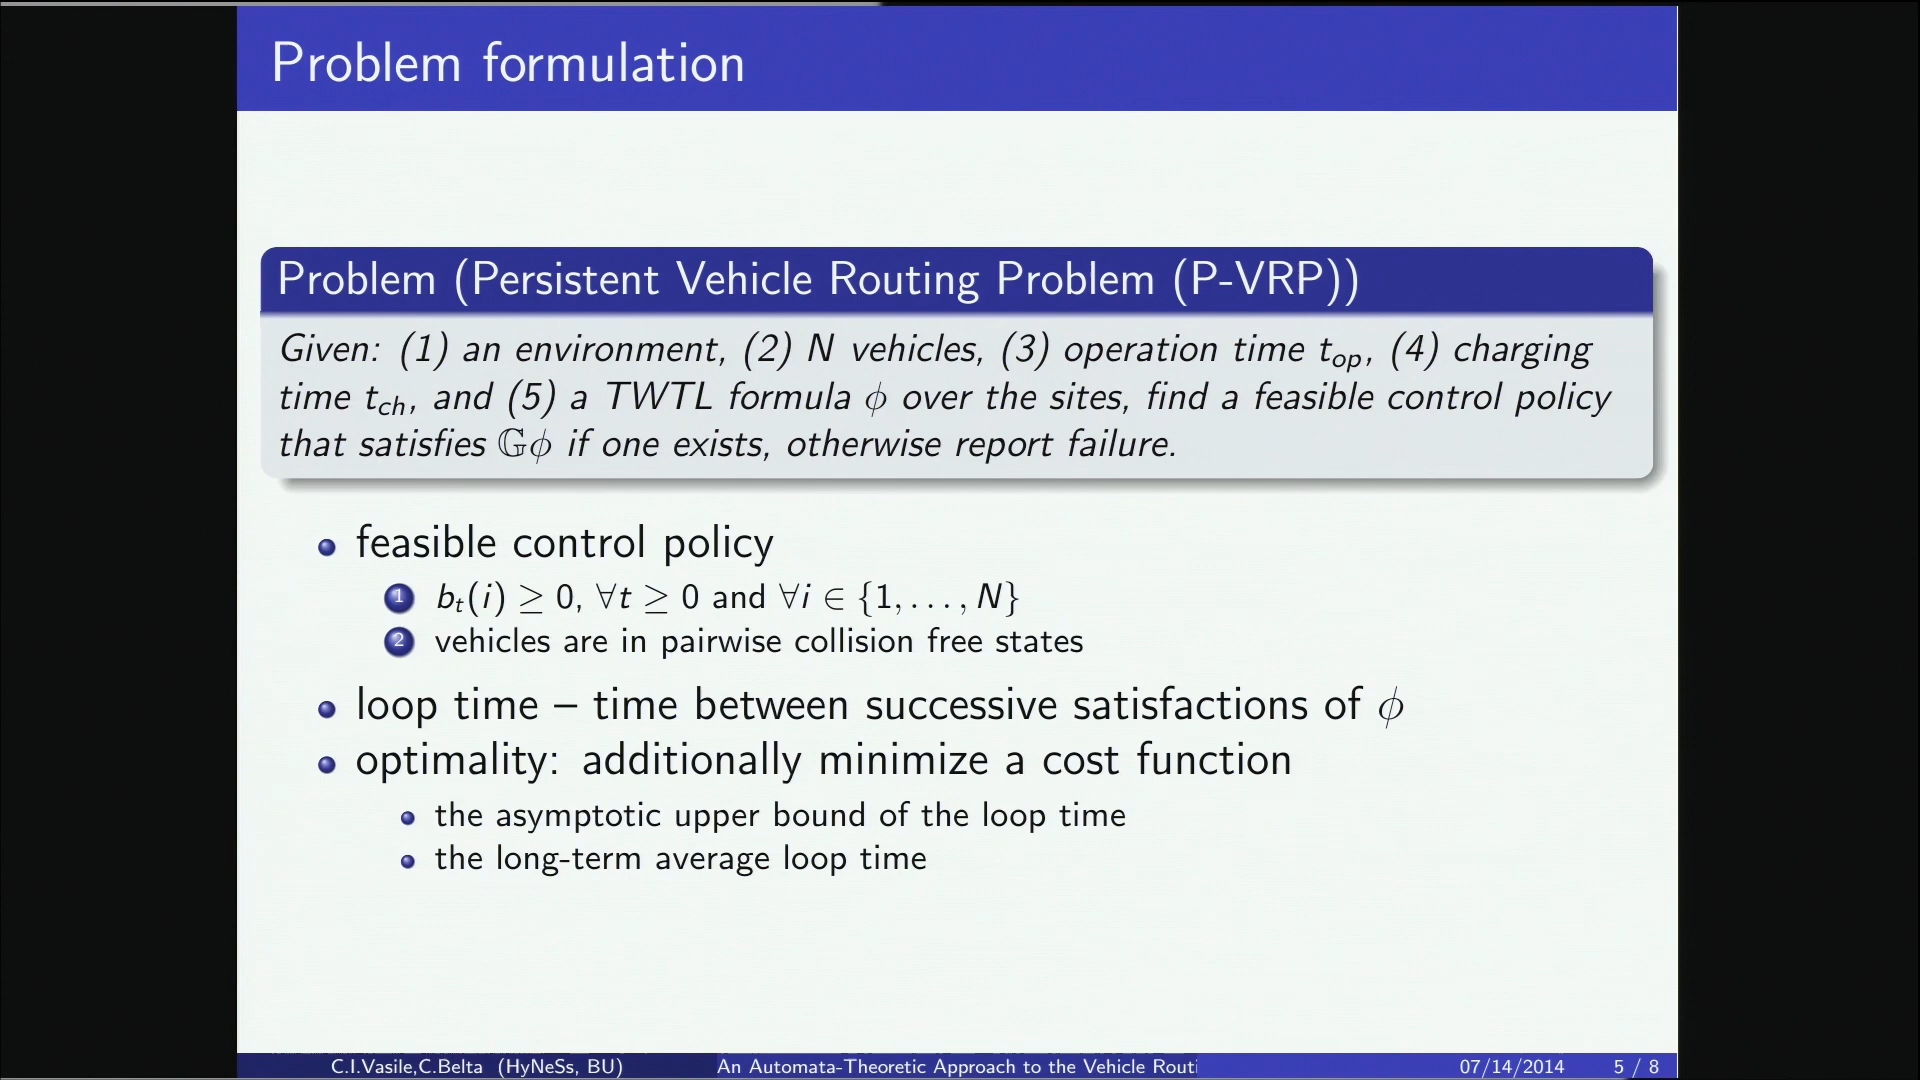 Problem formulation
Problem (Persistent Vehicle Routing Problem (P-VRP))
Given: (1) an environment, (2) N vehicles, (3) operation time t_op, (4) charging
time t_ch, and (5) a TWTL formula ϕ over the sites, find a feasible control policy
that satisfies 𝔾ϕ if one exists, otherwise report failure.
feasible control policy
1 b_t(i) ≥ 0, ∀t ≥ 0 and ∀i ∈ {1, . . . , N}
2 vehicles are in pairwise collision free states
loop time – time between successive satisfactions of ϕ
optimality: additionally minimize a cost function
the asymptotic upper bound of the loop time
the long-term average loop time
C.I.Vasile,C.Belta (HyNeSs, BU) An Automata-Theoretic Approach to the Vehicle Routi 07/14/2014 5 / 8